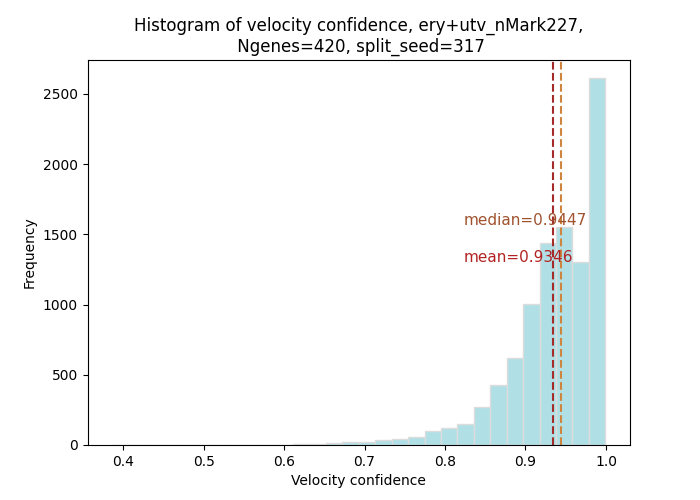 Histogram of velocity confidence, ery+utv_nMark227,
Ngenes=420, split_seed=317
Frequency
2500
2000
1500
1000
500
0
median=0.9447
mean=0.9346
0.4 0.5 0.6 0.7 0.8 0.9 1.0
Velocity confidence